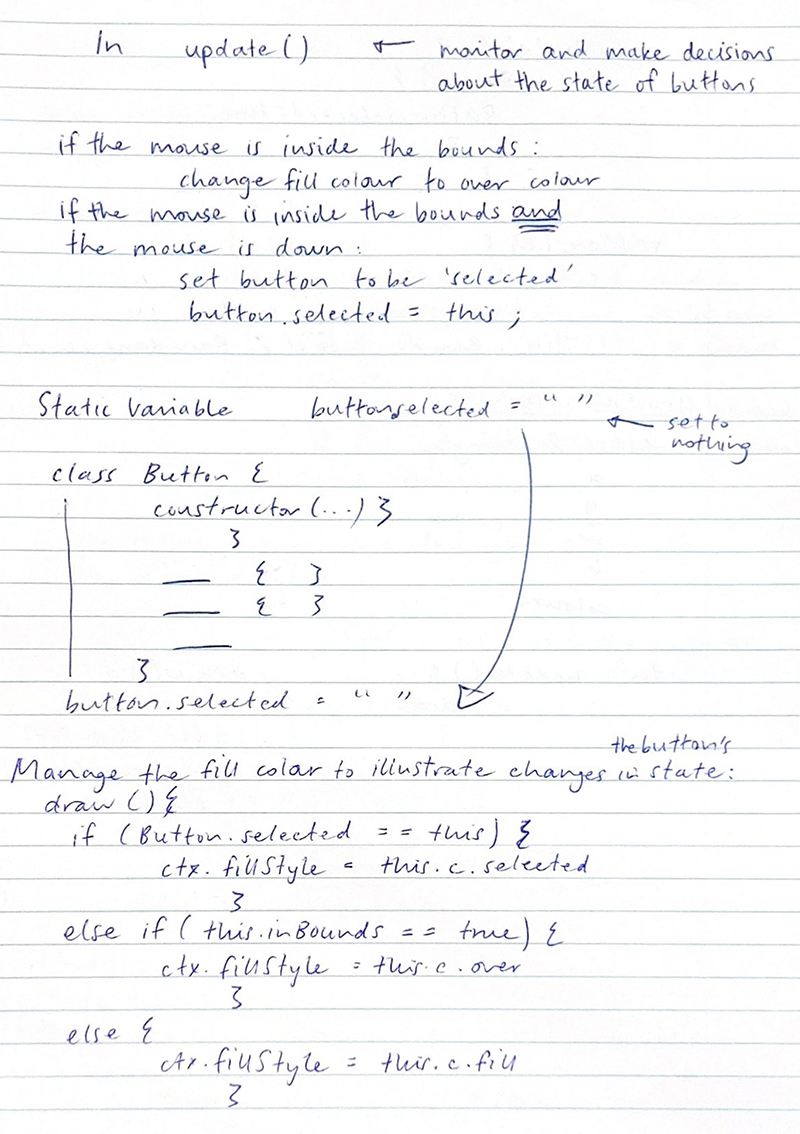 In update() ← monitor and make decisions
about the state of buttons
if the mouse is inside the bounds:
change fill colour to over colour
if the mouse is inside the bounds and
the mouse is down:
set button to be 'selected'
button.selected = this;
Static Variable button.selected = “ ”
← set to
nothing
class Button {
constructor(...) }
}
— { }
— { }
—
}
button.selected = “ ”
the button's
Manage the fill colar to illustrate changes in state:
draw () {
if (Button.selected == this) {
ctx.fillStyle = this.c.selected
}
else if (this.inBounds == true) {
ctx.fillStyle = this.c.over
}
else {
ctx.fillStyle = this.c.fill
}